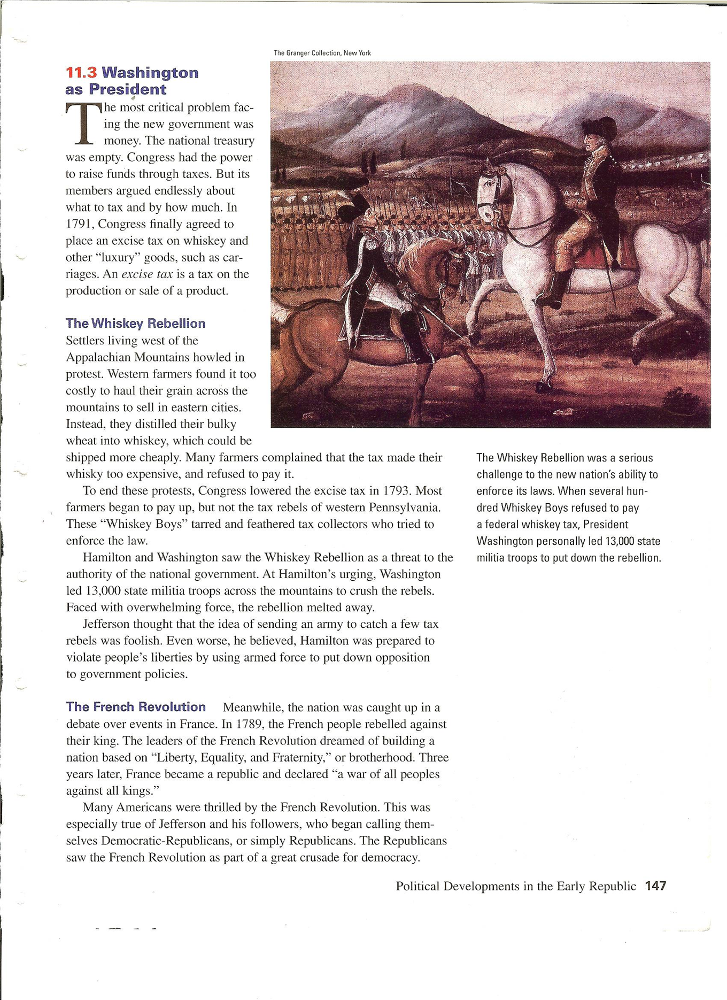 The Granger Collection, New York
11.3 Washington
as President
The most critical problem fac-
ing the new government was
money. The national treasury
was empty. Congress had the power
to raise funds through taxes. But its
members argued endlessly about
what to tax and by how much. In
1791, Congress finally agreed to
place an excise tax on whiskey and
other “luxury” goods, such as car-
riages. An excise tax is a tax on the
production or sale of a product.
The Whiskey Rebellion
Settlers living west of the
Appalachian Mountains howled in
protest. Western farmers found it too
costly to haul their grain across the
mountains to sell in eastern cities.
Instead, they distilled their bulky
wheat into whiskey, which could be
shipped more cheaply. Many farmers complained that the tax made their
whisky too expensive, and refused to pay it.
To end these protests, Congress lowered the excise tax in 1793. Most
farmers began to pay up, but not the tax rebels of western Pennsylvania.
These “Whiskey Boys” tarred and feathered tax collectors who tried to
enforce the law.
Hamilton and Washington saw the Whiskey Rebellion as a threat to the
authority of the national government. At Hamilton’s urging, Washington
led 13,000 state militia troops across the mountains to crush the rebels.
Faced with overwhelming force, the rebellion melted away.
Jefferson thought that the idea of sending an army to catch a few tax
rebels was foolish. Even worse, he believed, Hamilton was prepared to
violate people’s liberties by using armed force to put down opposition
to government policies.
The French Revolution Meanwhile, the nation was caught up in a
debate over events in France. In 1789, the French people rebelled against
their king. The leaders of the French Revolution dreamed of building a
nation based on “Liberty, Equality, and Fraternity,” or brotherhood. Three
years later, France became a republic and declared “a war of all peoples
against all kings.”
Many Americans were thrilled by the French Revolution. This was
especially true of Jefferson and his followers, who began calling them-
selves Democratic-Republicans, or simply Republicans. The Republicans
saw the French Revolution as part of a great crusade for democracy.
The Whiskey Rebellion was a serious
challenge to the new nation’s ability to
enforce its laws. When several hun-
dred Whiskey Boys refused to pay
a federal whiskey tax, President
Washington personally led 13,000 state
militia troops to put down the rebellion.
Political Developments in the Early Republic 147